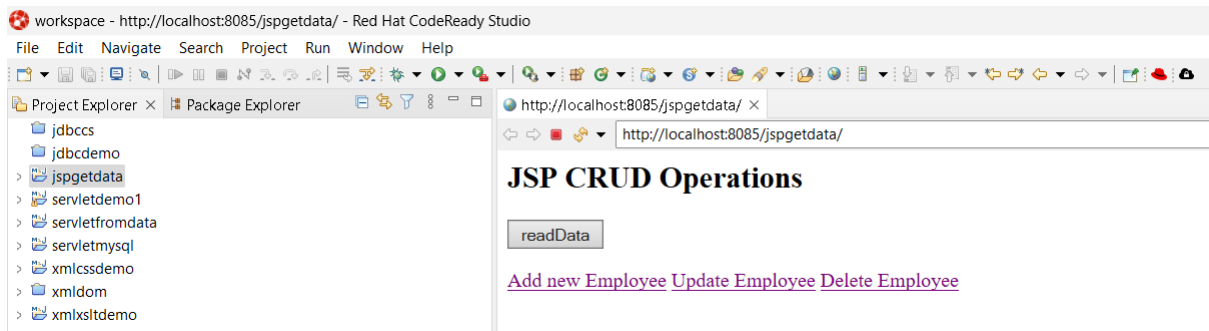 workspace - http://localhost:8085/jspgetdata/ - Red Hat CodeReady Studio
File Edit Navigate Search Project Run Window Help
Project Explorer Package Explorer
http://localhost:8085/jspgetdata/
http://localhost:8085/jspgetdata/
jdbccs
jdbcdemo
jspgetdata
servletdemo1
servletfromdata
servletmysql
xmlcssdemo
xmldom
xmlxsltdemo
JSP CRUD Operations
readData
Add new Employee Update Employee Delete Employee